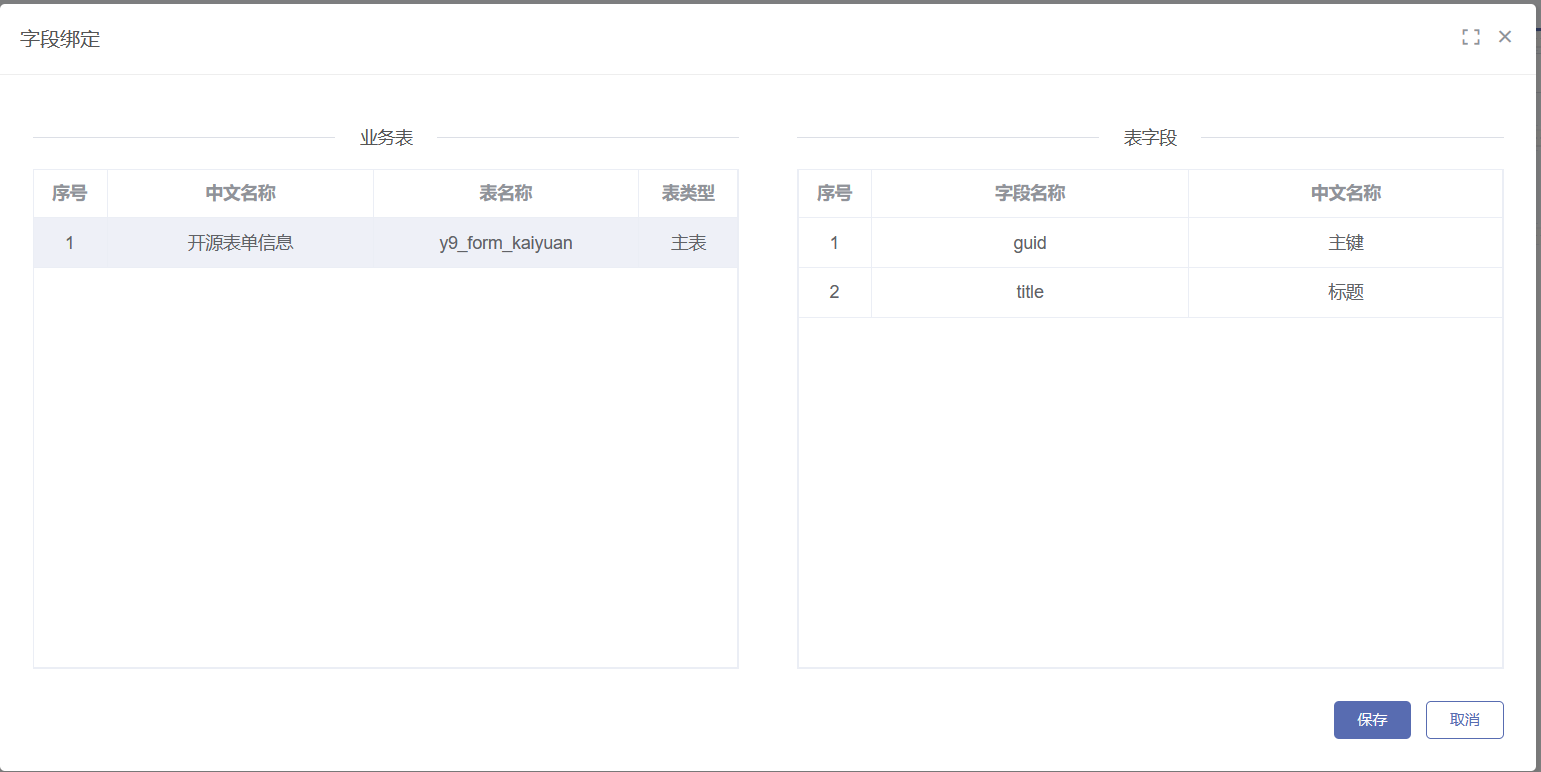 字段绑定
业务表
序号 中文名称 表名称 表类型
1 开源表单信息 y9_form_kaiyuan 主表
表字段
序号 字段名称 中文名称
1 guid 主键
2 title 标题
保存 取消